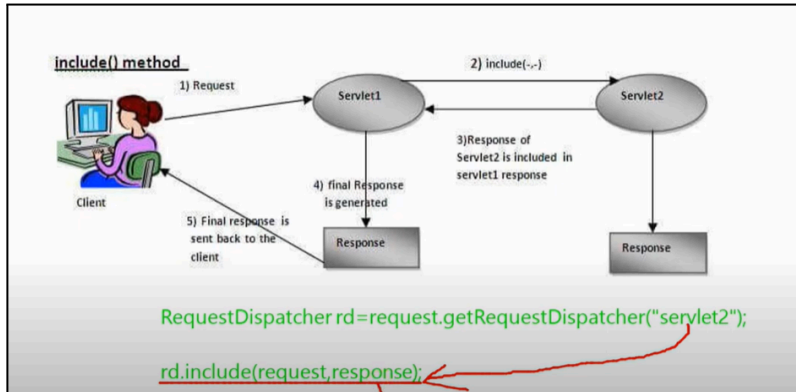 include() method
1) Request
2) include(-,-)
Servlet1
Servlet2
3)Response of
Servlet2 is included in
servlet1 response
4) final Response
is generated
Client
5) Final response is
sent back to the
client
Response
Response
RequestDispatcher rd=request.getRequestDispatcher("servlet2");
rd.include(request,response);